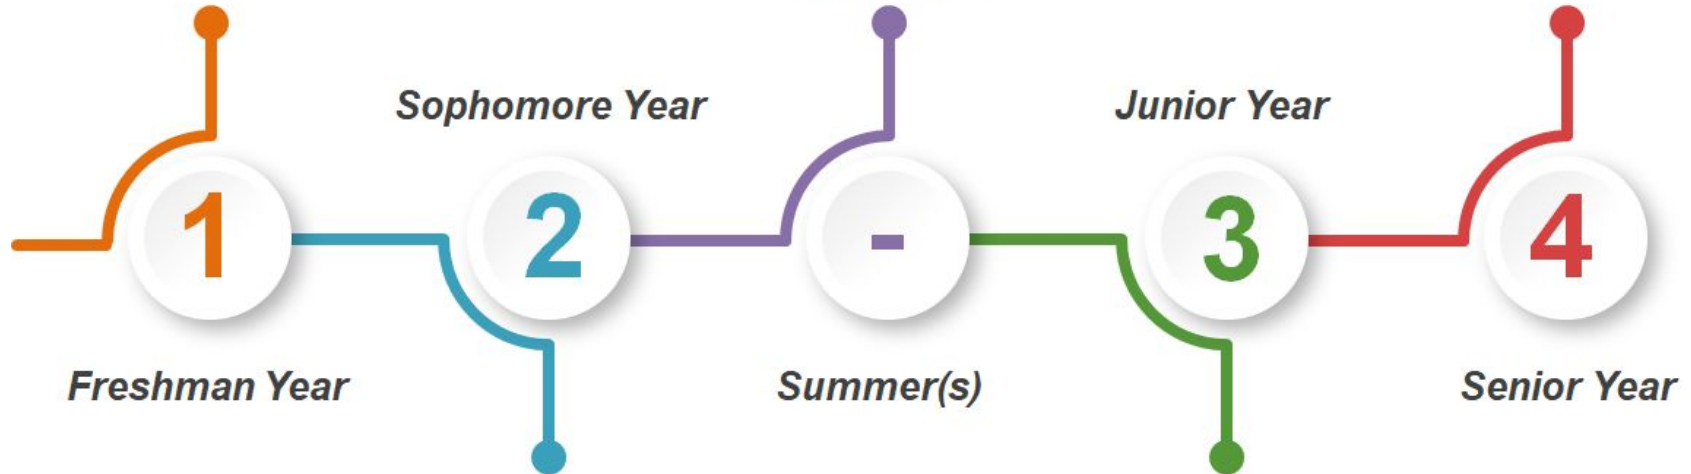 Sophomore Year
Junior Year
1
2
-
3
4
Freshman Year
Summer(s)
Senior Year